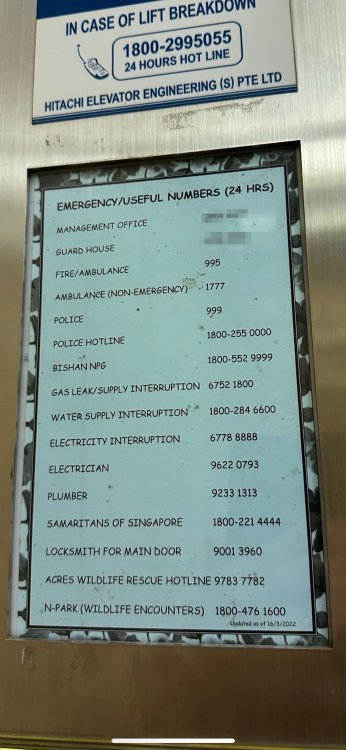 IN CASE OF LIFT BREAKDOWN
1800-2995055
24 HOURS HOT LINE
HITACHI ELEVATOR ENGINEERING (S) PTE LTD
EMERGENCY/USEFUL NUMBERS (24 HRS)
MANAGEMENT OFFICE
GUARD HOUSE
FIRE/AMBULANCE 995
AMBULANCE (NON-EMERGENCY) 1777
POLICE 999
POLICE HOTLINE 1800-255 0000
BISHAN NPG 1800-552 9999
GAS LEAK/SUPPLY INTERRUPTION 6752 1800
WATER SUPPLY INTERRUPTION 1800-284 6600
ELECTRICITY INTERRUPTION 6778 8888
ELECTRICIAN 9622 0793
PLUMBER 9233 1313
SAMARITANS OF SINGAPORE 1800-221 4444
LOCKSMITH FOR MAIN DOOR 9001 3960
ACRES WILDLIFE RESCUE HOTLINE 9783 7782
N-PARK (WILDLIFE ENCOUNTERS) 1800-476 1600
Updated as of 16/3/2022